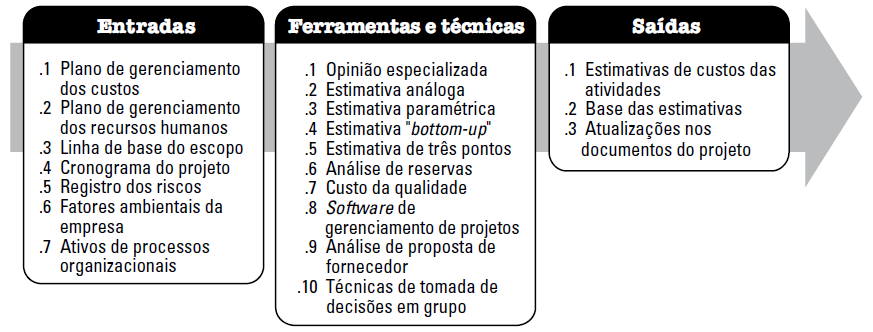 Entradas
.1 Plano de gerenciamento
dos custos
.2 Plano de gerenciamento
dos recursos humanos
.3 Linha de base do escopo
.4 Cronograma do projeto
.5 Registro dos riscos
.6 Fatores ambientais da
empresa
.7 Ativos de processos
organizacionais
Ferramentas e técnicas
.1 Opinião especializada
.2 Estimativa análoga
.3 Estimativa paramétrica
.4 Estimativa "bottom-up"
.5 Estimativa de três pontos
.6 Análise de reservas
.7 Custo da qualidade
.8 Software de
gerenciamento de projetos
.9 Análise de proposta de
fornecedor
.10 Técnicas de tomada de
decisões em grupo
Saídas
.1 Estimativas de custos das
atividades
.2 Base das estimativas
.3 Atualizações nos
documentos do projeto